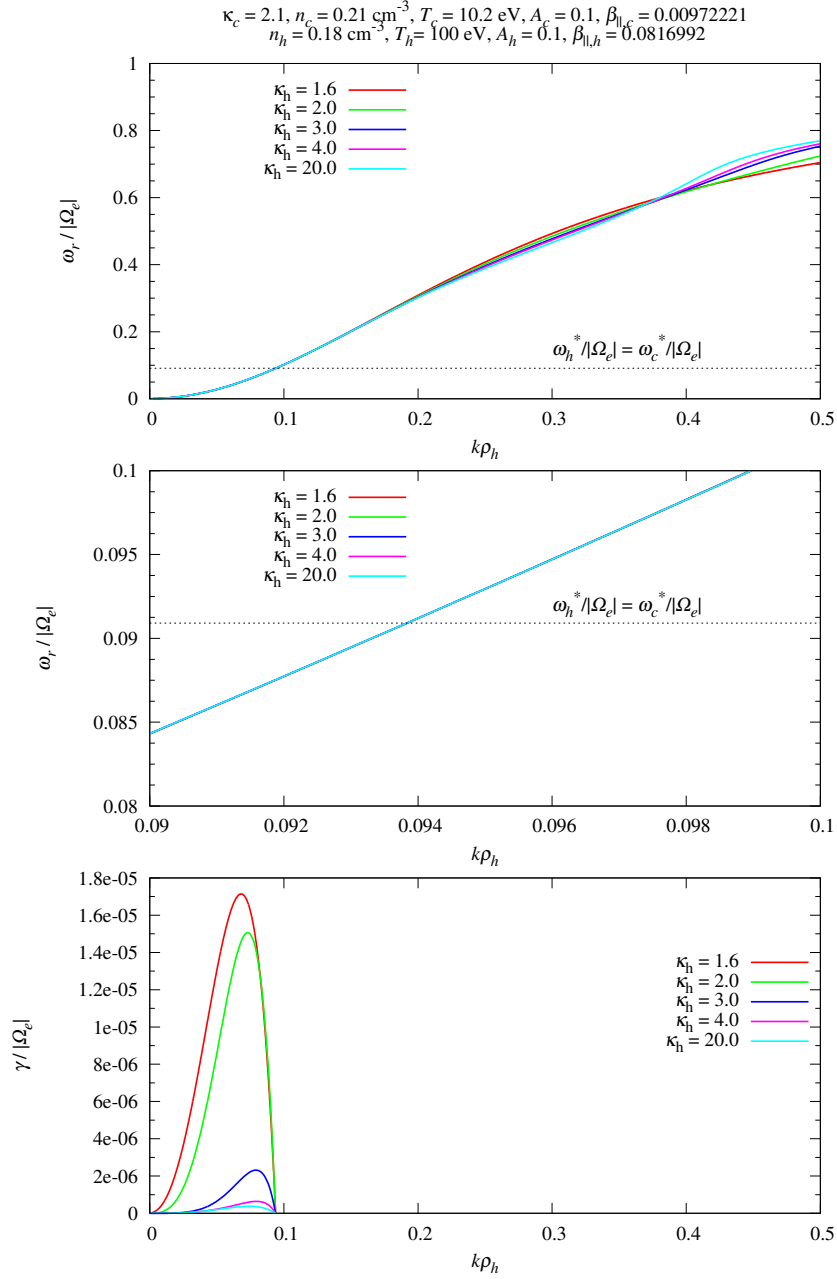 κ_c = 2.1, n_c = 0.21 cm^-3, T_c = 10.2 eV, A_c = 0.1, β_||,c = 0.00972221
n_h = 0.18 cm^-3, T_h= 100 eV, A_h = 0.1, β_||,h = 0.0816992
1
0.8
0.6
0.4
0.2
0
ω_r / |Ω_e|
κ_h = 1.6
κ_h = 2.0
κ_h = 3.0
κ_h = 4.0
κ_h = 20.0
ω_h^*/|Ω_e| = ω_c^*/|Ω_e|
0 0.1 0.2 0.3 0.4 0.5
kρ_h
0.1
0.095
0.09
0.085
0.08
ω_r / |Ω_e|
κ_h = 1.6
κ_h = 2.0
κ_h = 3.0
κ_h = 4.0
κ_h = 20.0
ω_h^*/|Ω_e| = ω_c^*/|Ω_e|
0.09 0.092 0.094 0.096 0.098 0.1
kρ_h
1.8e-05
1.6e-05
1.4e-05
1.2e-05
1e-05
8e-06
6e-06
4e-06
2e-06
0
γ / |Ω_e|
κ_h = 1.6
κ_h = 2.0
κ_h = 3.0
κ_h = 4.0
κ_h = 20.0
0 0.1 0.2 0.3 0.4 0.5
kρ_h